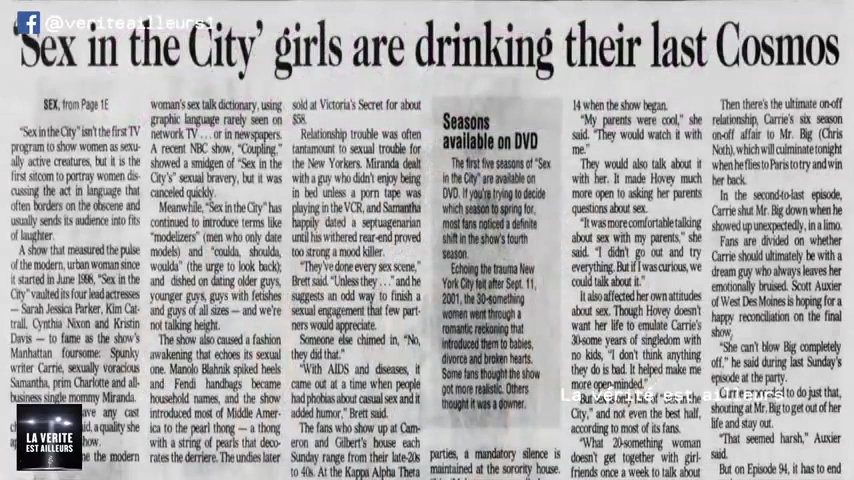 @veriteailleurs1
'Sex in the City' girls are drinking their last Cosmos
SEX, from Page 1E
"Sex in the City" isn't the first TV
program to show women as sexu-
ally active creatures, but it is the
first sitcom to portray women dis-
cussing the act in language that
often borders on the obscene and
usually sends its audience into fits
of laughter.
A show that measured the pulse
of the modern, urban woman since
it started in June 1998, "Sex in the
City" vaulted its four lead actresses
— Sarah Jessica Parker, Kim Cat-
trall, Cynthia Nixon and Kristin
Davis — to fame as the show's
Manhattan foursome: Spunky
writer Carrie, sexually voracious
Samantha, prim Charlotte and all-
business single mommy Miranda.
have any cast
said, a quality she
show.
the modern
woman's sex talk dictionary, using
graphic language rarely seen on
network TV . . . or in newspapers.
A recent NBC show, "Coupling,"
showed a smidgen of "Sex in the
City's" sexual bravery, but it was
canceled quickly.
Meanwhile, "Sex in the City" has
continued to introduce terms like
"modelizers" (men who only date
models) and "coulda, shoulda,
woulda" (the urge to look back);
and dished on dating older guys,
younger guys, guys with fetishes
and guys of all sizes — and we're
not talking height.
The show also caused a fashion
awakening that echoes its sexual
one. Manolo Blahnik spiked heels
and Fendi handbags became
household names, and the show
introduced most of Middle Amer-
ica to the pearl thong — a thong
with a string of pearls that deco-
rates the derriere. The undies later
sold at Victoria's Secret for about
$58.
Relationship trouble was often
tantamount to sexual trouble for
the New Yorkers. Miranda dealt
with a guy who didn't enjoy being
in bed unless a porn tape was
playing in the VCR, and Samantha
happily dated a septuagenarian
until his withered rear-end proved
too strong a mood killer.
"They've done every sex scene,"
Brett said. "Unless they . . ." and he
suggests an odd way to finish a
sexual engagement that few part-
ners would appreciate.
Someone else chimed in, "No,
they did that."
"With AIDS and diseases, it
came out at a time when people
had phobias about casual sex and it
added humor," Brett said.
The fans who show up at Cam-
eron and Gilbert's house each
Sunday range from their late-20s
to 40s. At the Kappa Alpha Theta
Seasons
available on DVD
The first five seasons of "Sex
in the City" are available on
DVD. If you're trying to decide
which season to spring for,
most fans noticed a definite
shift in the show's fourth
season.
Echoing the trauma New
York City felt after Sept. 11,
2001, the 30-something
women went through a
romantic reckoning that
introduced them to babies,
divorce and broken hearts.
Some fans thought the show
got more realistic. Others
thought it was a downer.
parties, a mandatory silence is
maintained at the sorority house.
14 when the show began.
"My parents were cool," she
said. "They would watch it with
me."
They would also talk about it
with her. It made Hovey much
more open to asking her parents
questions about sex.
"It was more comfortable talking
about sex with my parents," she
said. "I didn't go out and try
everything. But if I was curious, we
could talk about it."
It also affected her own attitudes
about sex. Though Hovey doesn't
want her life to emulate Carrie's
30-some years of singledom with
no kids, "I don't think anything
they do is bad. It helped make me
more open-minded."
in the
City," and not even the best half,
according to most of its fans.
"What 20-something woman
doesn't get together with girl-
friends once a week to talk about
Then there's the ultimate on-off
relationship, Carrie's six season
on-off affair to Mr. Big (Chris
Noth), which will culminate tonight
when he flies to Paris to try and win
her back.
In the second-to-last episode,
Carrie shut Mr. Big down when he
showed up unexpectedly, in a limo.
Fans are divided on whether
Carrie should ultimately be with a
dream guy who always leaves her
emotionally bruised. Scott Auxier
of West Des Moines is hoping for a
happy reconciliation on the final
show.
"She can't blow Big completely
off," he said during last Sunday's
episode at the party.
to do just that,
shouting at Mr. Big to get out of her
life and stay out.
"That seemed harsh," Auxier
said.
But on Episode 94, it has to end
La vérité est ailleurs
LA VERITE
EST AILLEURS